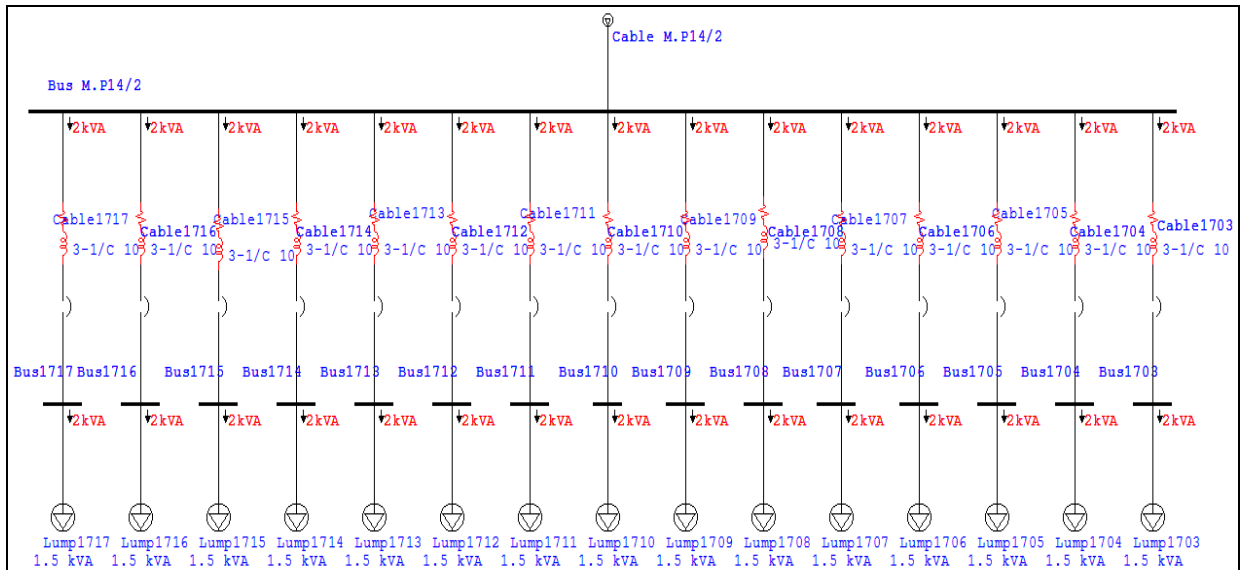 Cable M.P14/2
Bus M.P14/2
2kVA 2kVA 2kVA 2kVA 2kVA 2kVA 2kVA 2kVA 2kVA 2kVA 2kVA 2kVA 2kVA 2kVA 2kVA
Cable1717 Cable1716 Cable1715 Cable1714 Cable1713 Cable1712 Cable1711 Cable1710 Cable1709 Cable1708 Cable1707 Cable1706 Cable1705 Cable1704 Cable1703
3-1/C 10 3-1/C 10 3-1/C 10 3-1/C 10 3-1/C 10 3-1/C 10 3-1/C 10 3-1/C 10 3-1/C 10 3-1/C 10 3-1/C 10 3-1/C 10 3-1/C 10 3-1/C 10 3-1/C 10
Bus1717 Bus1716 Bus1715 Bus1714 Bus1713 Bus1712 Bus1711 Bus1710 Bus1709 Bus1708 Bus1707 Bus1706 Bus1705 Bus1704 Bus1703
2kVA 2kVA 2kVA 2kVA 2kVA 2kVA 2kVA 2kVA 2kVA 2kVA 2kVA 2kVA 2kVA 2kVA 2kVA
Lump1717 Lump1716 Lump1715 Lump1714 Lump1713 Lump1712 Lump1711 Lump1710 Lump1709 Lump1708 Lump1707 Lump1706 Lump1705 Lump1704 Lump1703
1.5 kVA 1.5 kVA 1.5 kVA 1.5 kVA 1.5 kVA 1.5 kVA 1.5 kVA 1.5 kVA 1.5 kVA 1.5 kVA 1.5 kVA 1.5 kVA 1.5 kVA 1.5 kVA 1.5 kVA